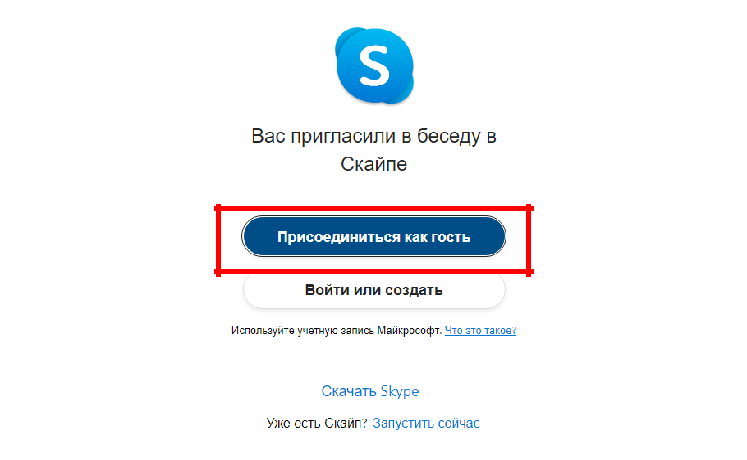 S
Вас пригласили в беседу в
Скайпе
Присоединиться как гость
Войти или создать
Используйте учетную запись Майкрософт. Что это такое?
Скачать Skype
Уже есть Скайп? Запустить сейчас